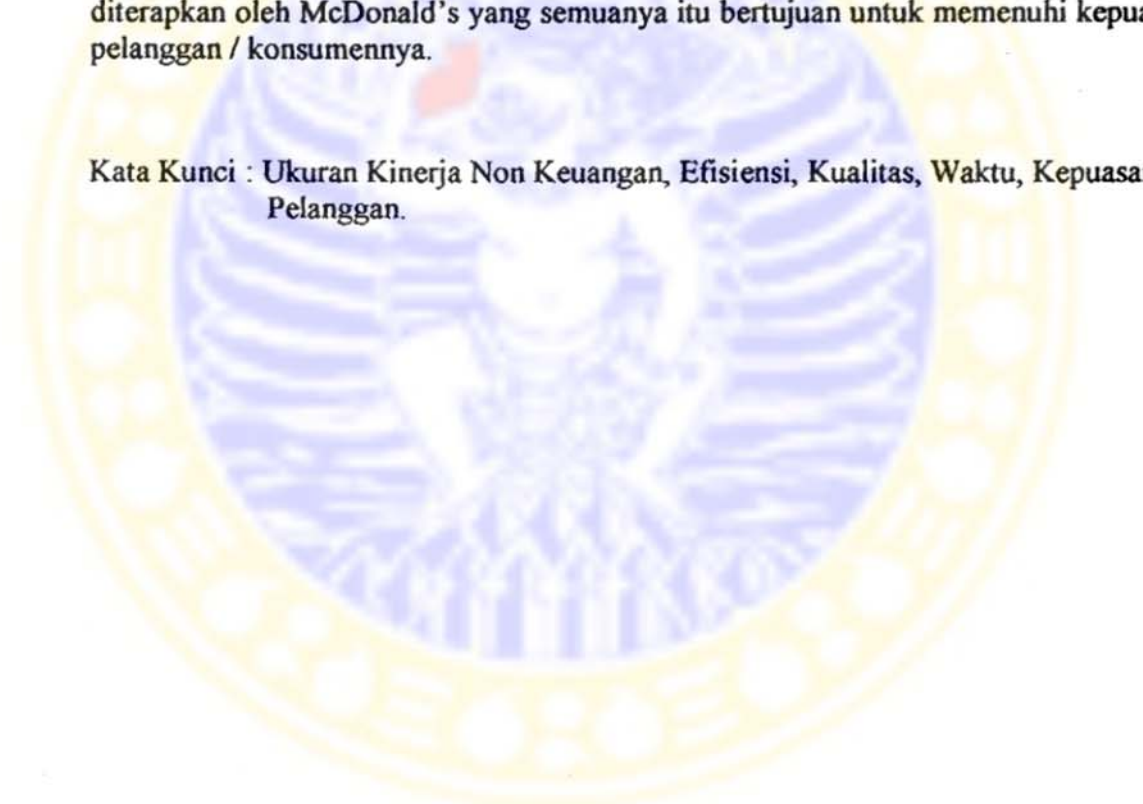 diterapkan oleh McDonald's yang semuanya itu bertujuan untuk memenuhi kepua
pelanggan / konsumennya.
Kata Kunci : Ukuran Kinerja Non Keuangan, Efisiensi, Kualitas, Waktu, Kepuasa
Pelanggan.